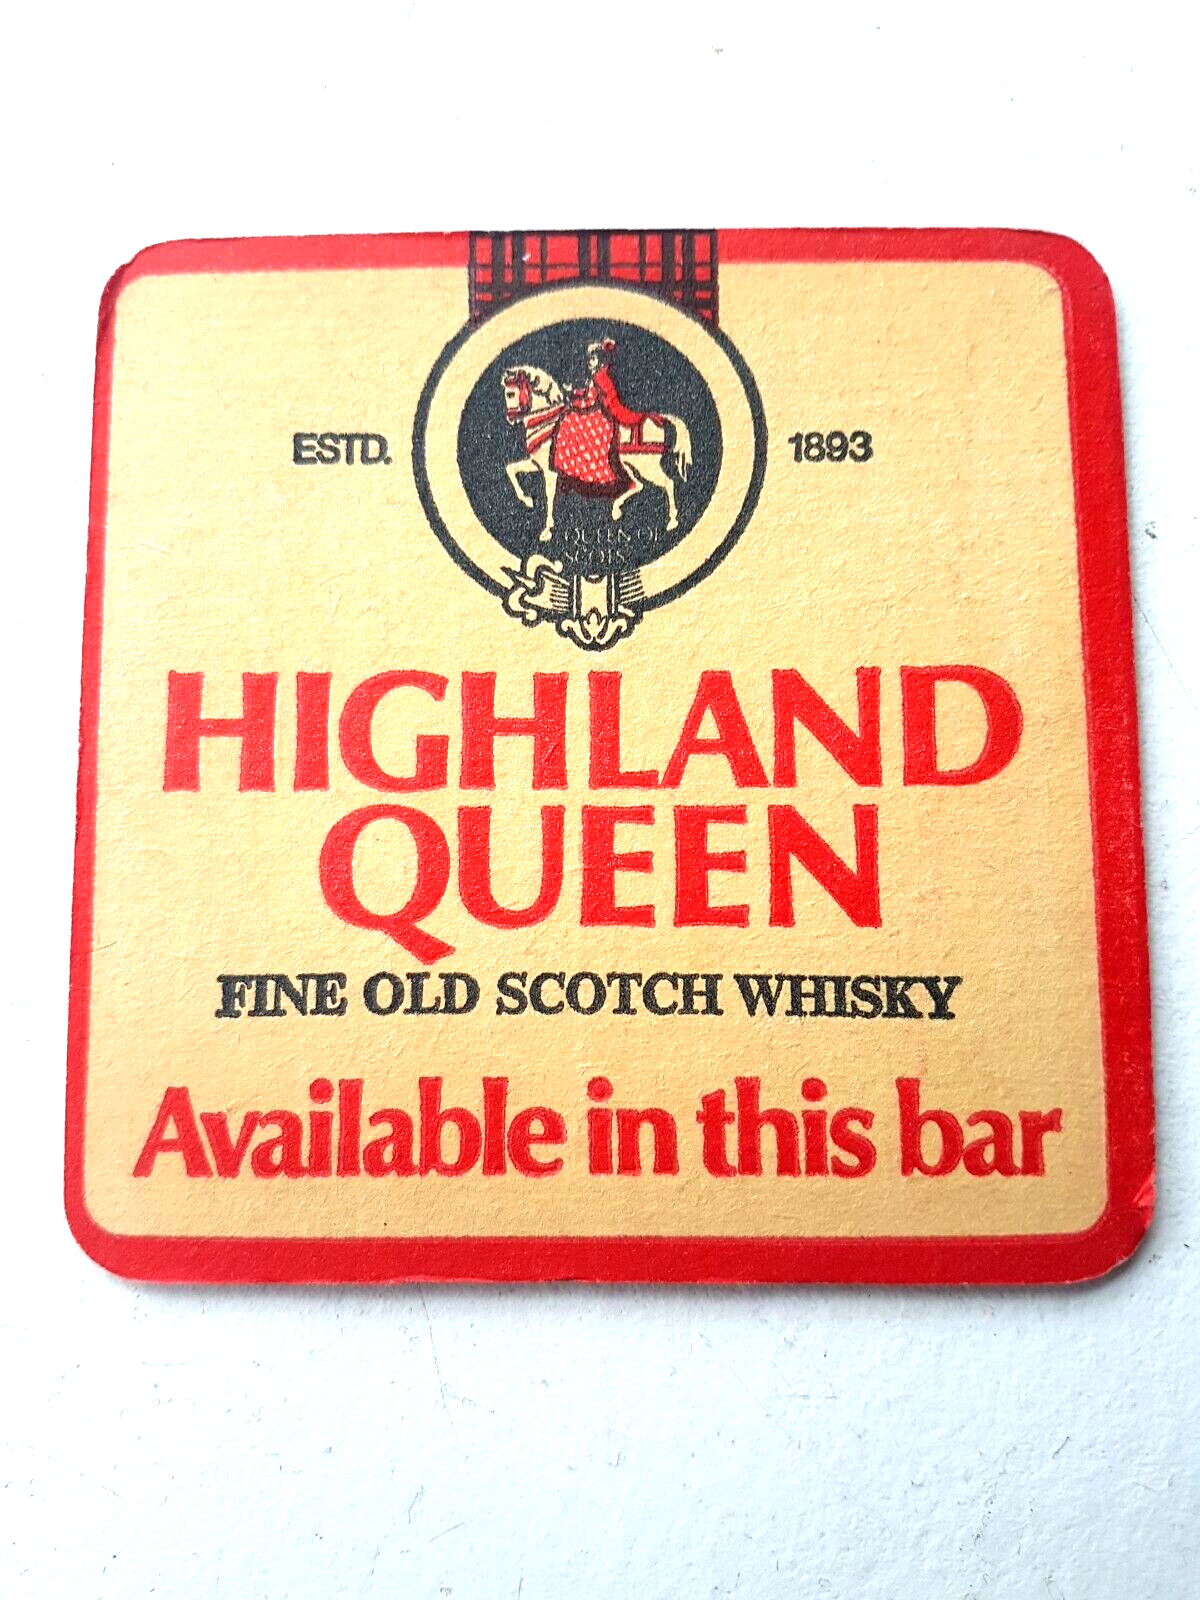 ESTD. 1893
QUEEN OF
SCOTS
HIGHLAND
QUEEN
FINE OLD SCOTCH WHISKY
Available in this bar